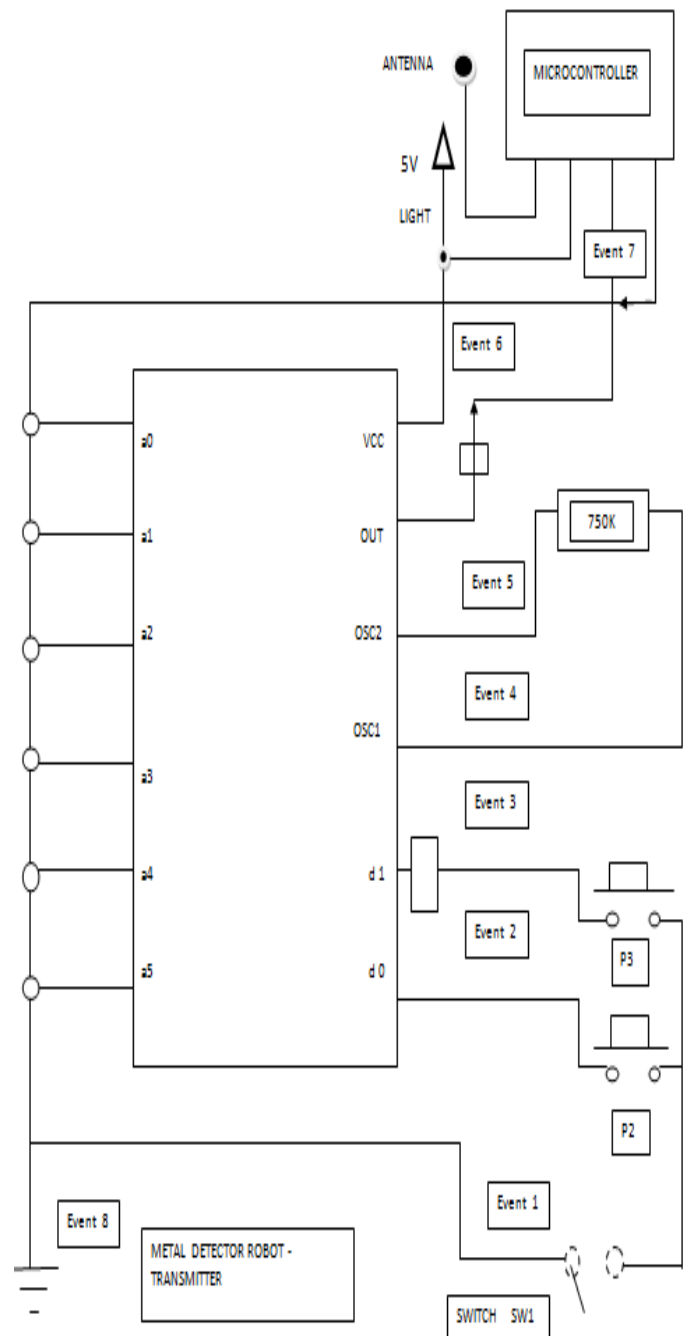 ANTENNA
MICROCONTROLLER
5V
LIGHT
Event 7
Event 6
a0
VCC
a1
OUT
750K
Event 5
a2
OSC2
Event 4
OSC1
a3
Event 3
a4
d 1
Event 2
P3
a5
d 0
P2
Event 1
Event 8
METAL DETECTOR ROBOT -
TRANSMITTER
SWITCH SW1